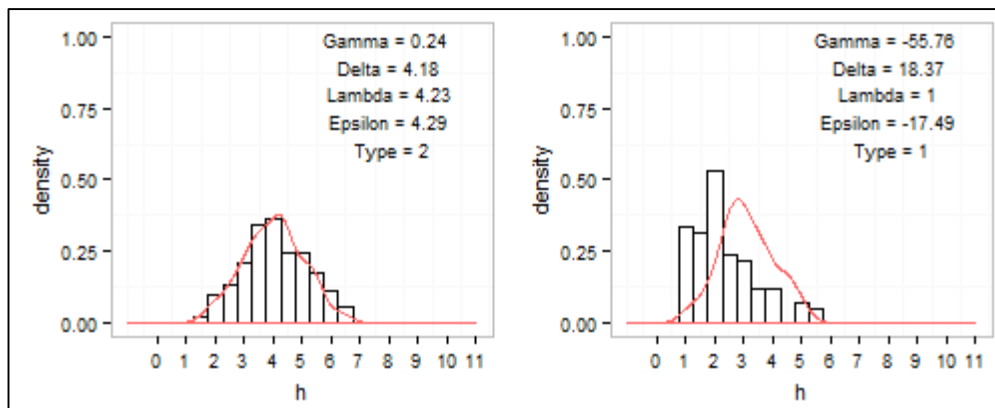 1.00
0.75
0.50
0.25
0.00
density
Gamma = 0.24
Delta = 4.18
Lambda = 4.23
Epsilon = 4.29
Type = 2
0 1 2 3 4 5 6 7 8 9 10 11
h
1.00
0.75
0.50
0.25
0.00
density
Gamma = -55.76
Delta = 18.37
Lambda = 1
Epsilon = -17.49
Type = 1
0 1 2 3 4 5 6 7 8 9 10 11
h